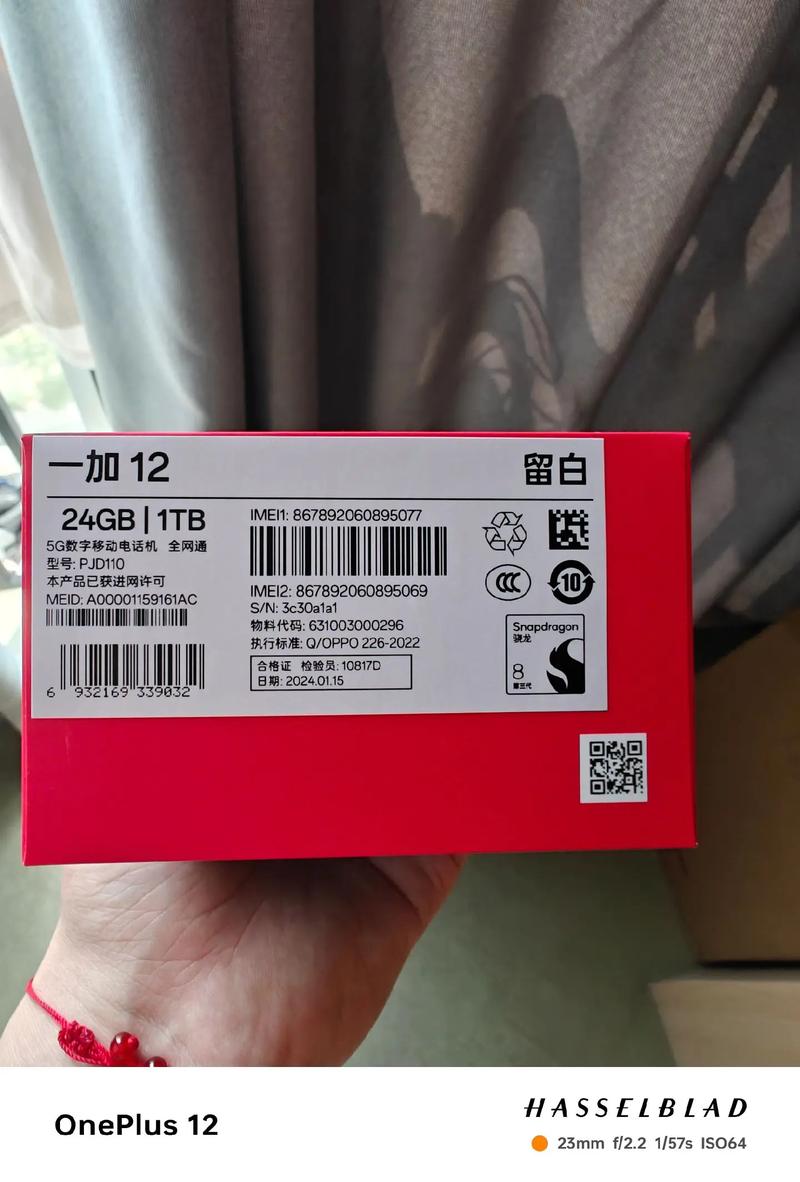 一加 12
留白
24GB | 1TB
5G数字移动电话机 全网通
型号: PJD110
本产品已获进网许可
MEID: A00001159161AC
6 932169 339032
IMEI1: 867892060895077
IMEI2: 867892060895069
S/N: 3c30a1a1
物料代码: 631003000296
执行标准: Q/OPPO 226-2022
合格证 检验员: 10817D
日期: 2024.01.15
CCC
10
Snapdragon
骁龙
8
第三代
OnePlus 12
HASSELBLAD
23mm f/2.2 1/57s ISO64